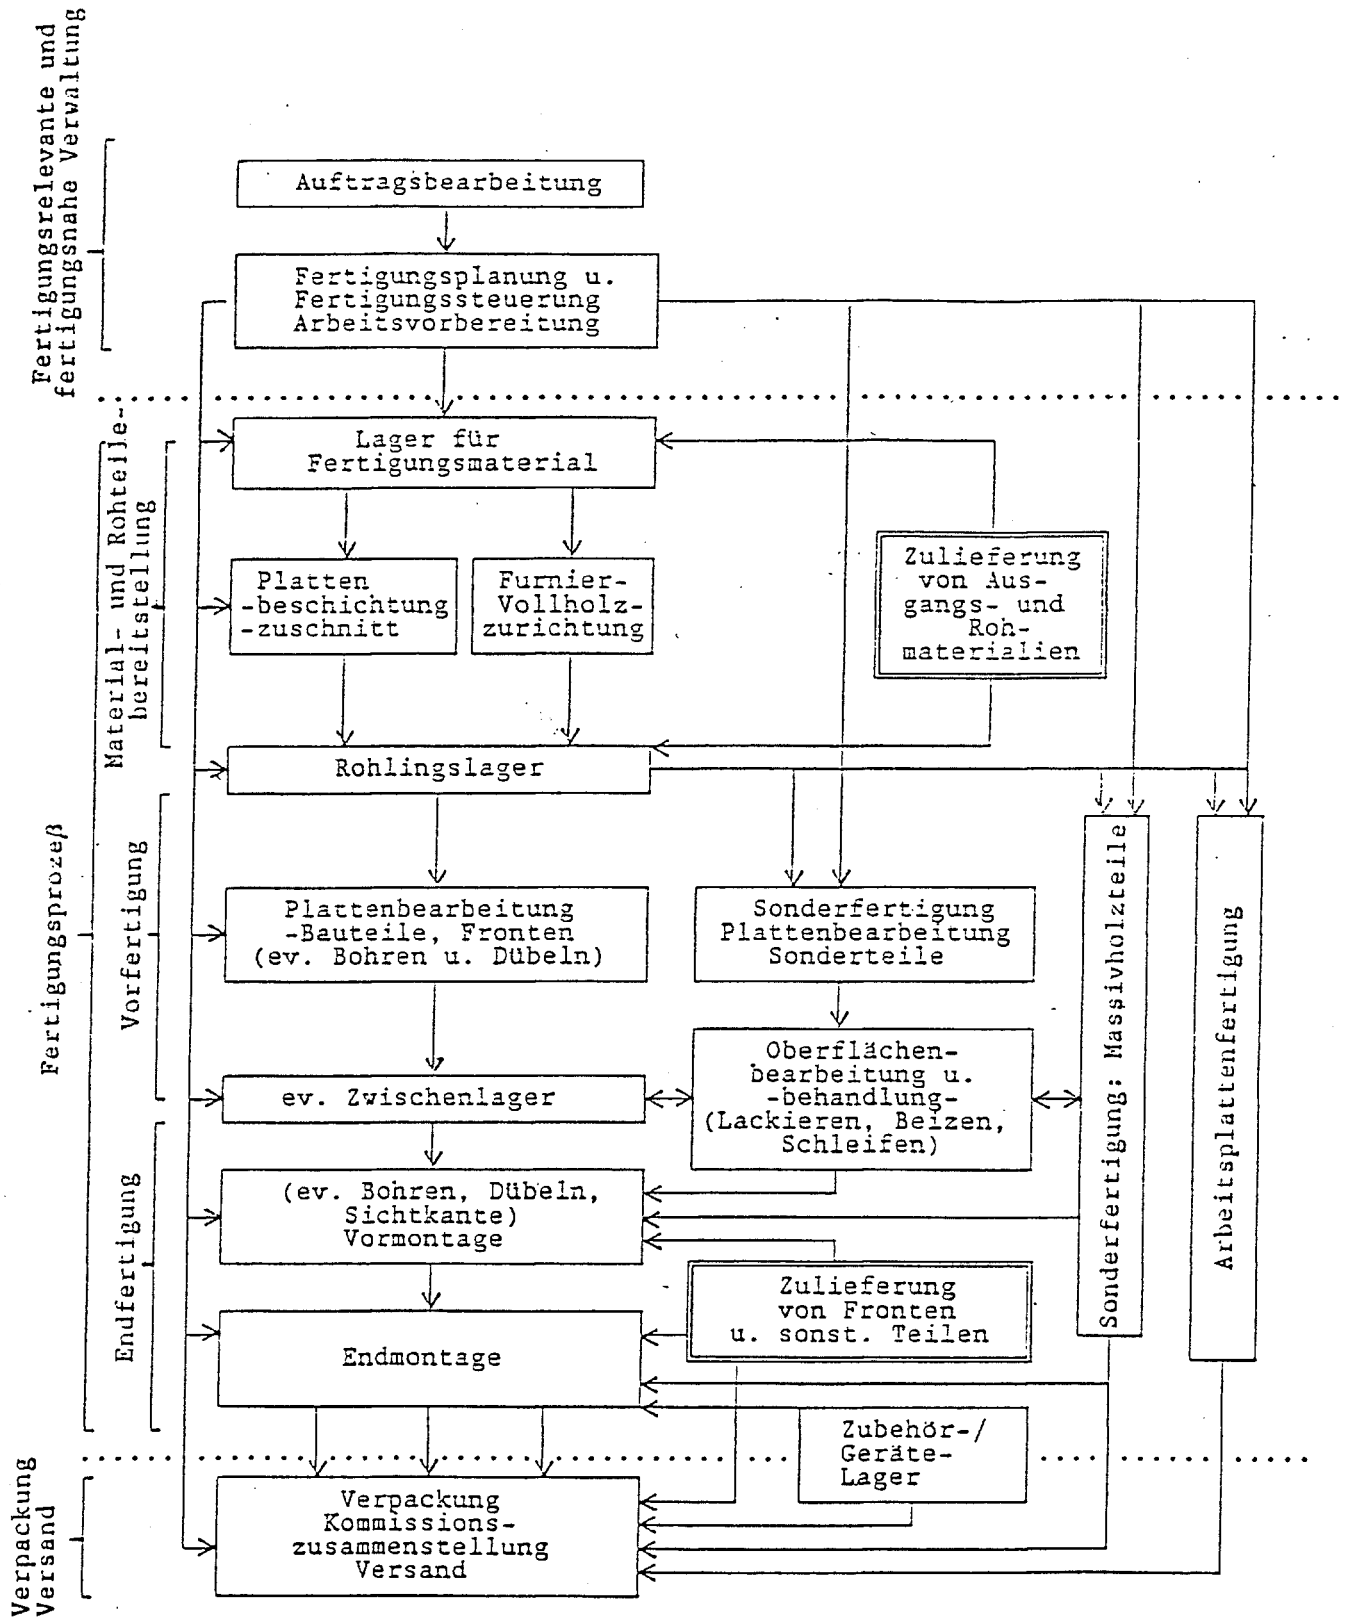 Fertigungsrelevante und
fertigungsnahe Verwaltung
Auftragsbearbeitung
Fertigungsplanung u.
Fertigungssteuerung
Arbeitsvorbereitung
Fertigungsprozeß
Material- und Rohteile-
bereitstellung
Lager für
Fertigungsmaterial
Platten
-beschichtung
-zuschnitt
Furnier-
Vollholz-
zurichtung
Zulieferung
von Aus-
gangs- und
Roh-
materialien
Rohlingslager
Vorfertigung
Plattenbearbeitung
-Bauteile, Fronten
(ev. Bohren u. Dübeln)
Sonderfertigung
Plattenbearbeitung
Sonderteile
Sonderfertigung: Massivholzteile
Arbeitsplattenfertigung
ev. Zwischenlager
Oberflächen-
bearbeitung u.
-behandlung-
(Lackieren, Beizen,
Schleifen)
Endfertigung
(ev. Bohren, Dübeln,
Sichtkante)
Vormontage
Zulieferung
von Fronten
u. sonst. Teilen
Endmontage
Zubehör-/
Geräte-
Lager
Verpackung
Versand
Verpackung
Kommissions-
zusammenstellung
Versand